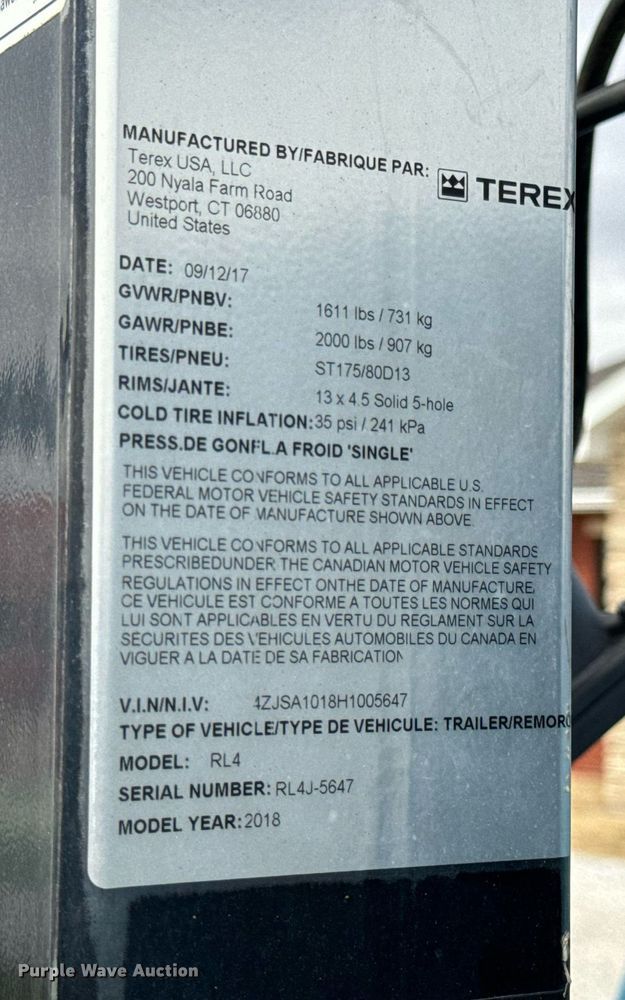 MANUFACTURED BY/FABRIQUE PAR:
Terex USA, LLC
200 Nyala Farm Road
Westport, CT 06880
United States
TEREX
DATE: 09/12/17
GVWR/PNBV: 1611 lbs / 731 kg
GAWR/PNBE: 2000 lbs / 907 kg
TIRES/PNEU: ST175/80D13
RIMS/JANTE: 13 x 4.5 Solid 5-hole
COLD TIRE INFLATION: 35 psi / 241 kPa
PRESS.DE GONFL.A FROID 'SINGLE'
THIS VEHICLE CONFORMS TO ALL APPLICABLE U.S.
FEDERAL MOTOR VEHICLE SAFETY STANDARDS IN EFFECT
ON THE DATE OF MANUFACTURE SHOWN ABOVE.
THIS VEHICLE CONFORMS TO ALL APPLICABLE STANDARDS
PRESCRIBEDUNDER THE CANADIAN MOTOR VEHICLE SAFETY
REGULATIONS IN EFFECT ONTHE DATE OF MANUFACTURE.
CE VEHICULE EST CONFORME A TOUTES LES NORMES QUI
LUI SONT APPLICABLES EN VERTU DU REGLAMENT SUR LA
SECURITES DES VEHICULES AUTOMOBILES DU CANADA EN
VIGUER A LA DATE DE SA FABRICATION
V.I.N/N.I.V: 4ZJSA1018H1005647
TYPE OF VEHICLE/TYPE DE VEHICULE: TRAILER/REMORQ
MODEL: RL4
SERIAL NUMBER: RL4J-5647
MODEL YEAR: 2018
Purple Wave Auction